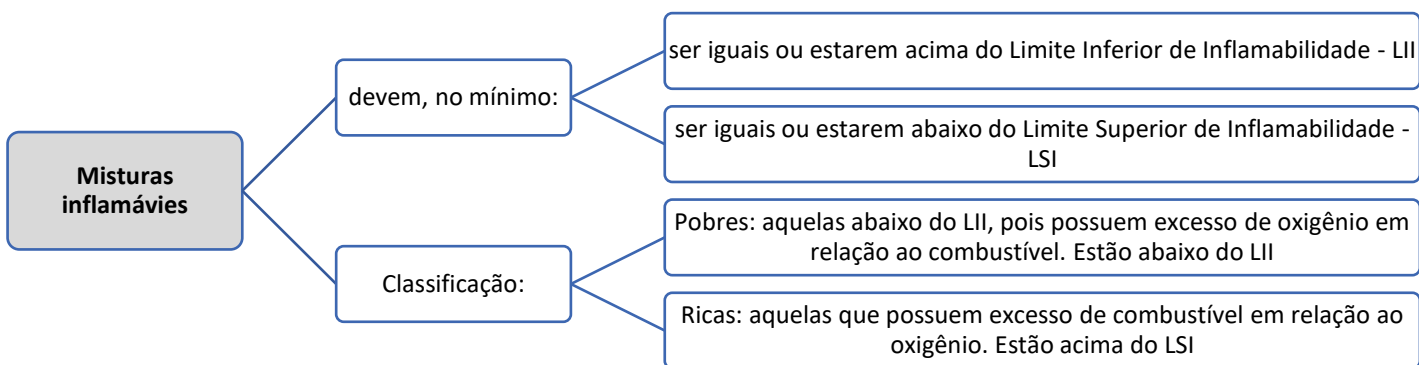 Misturas
inflamávies
devem, no mínimo:
ser iguais ou estarem acima do Limite Inferior de Inflamabilidade - LII
ser iguais ou estarem abaixo do Limite Superior de Inflamabilidade -
LSI
Classificação:
Pobres: aquelas abaixo do LII, pois possuem excesso de oxigênio em
relação ao combustível. Estão abaixo do LII
Ricas: aquelas que possuem excesso de combustível em relação ao
oxigênio. Estão acima do LSI